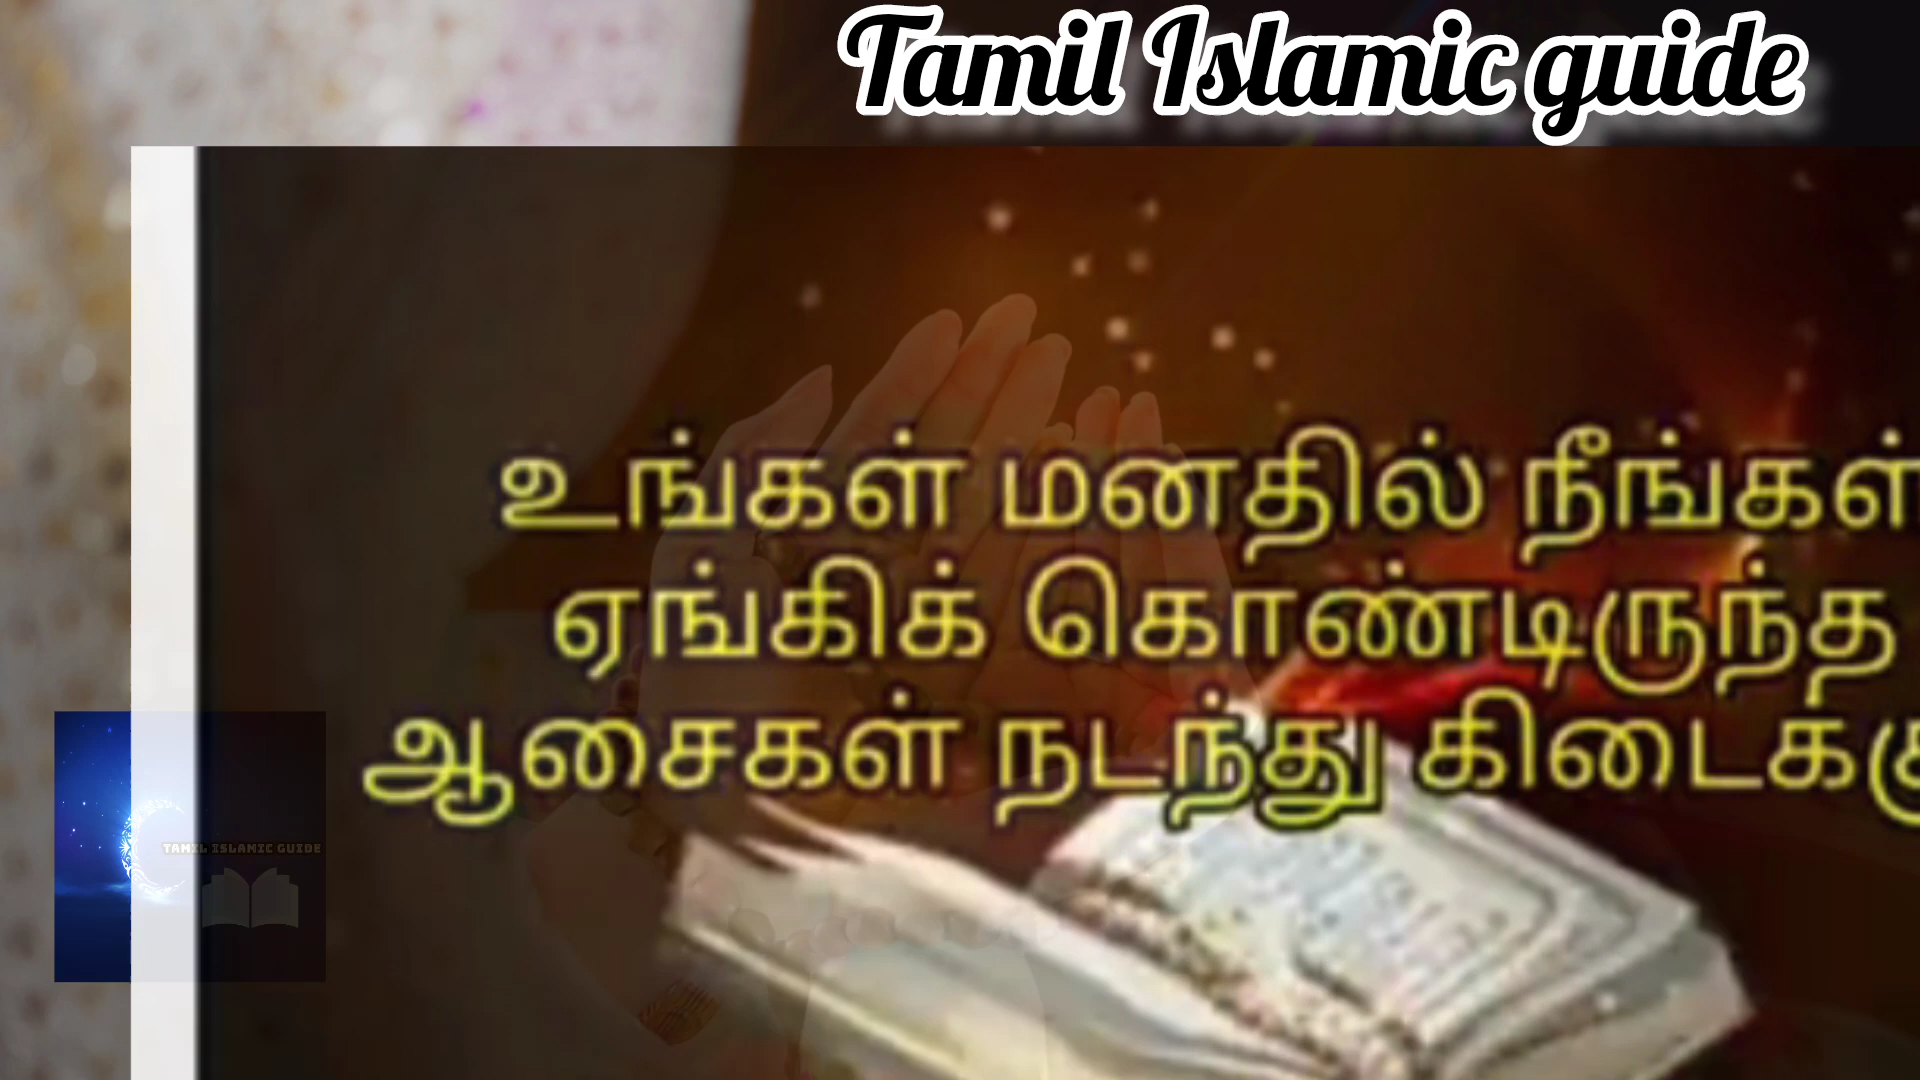 Tamil Islamic guide
உங்கள் மனதில் நீங்கள்
ஏங்கிக் கொண்டிருந்த
ஆசைகள் நடந்து
TAMIL ISLAMIC GUIDE